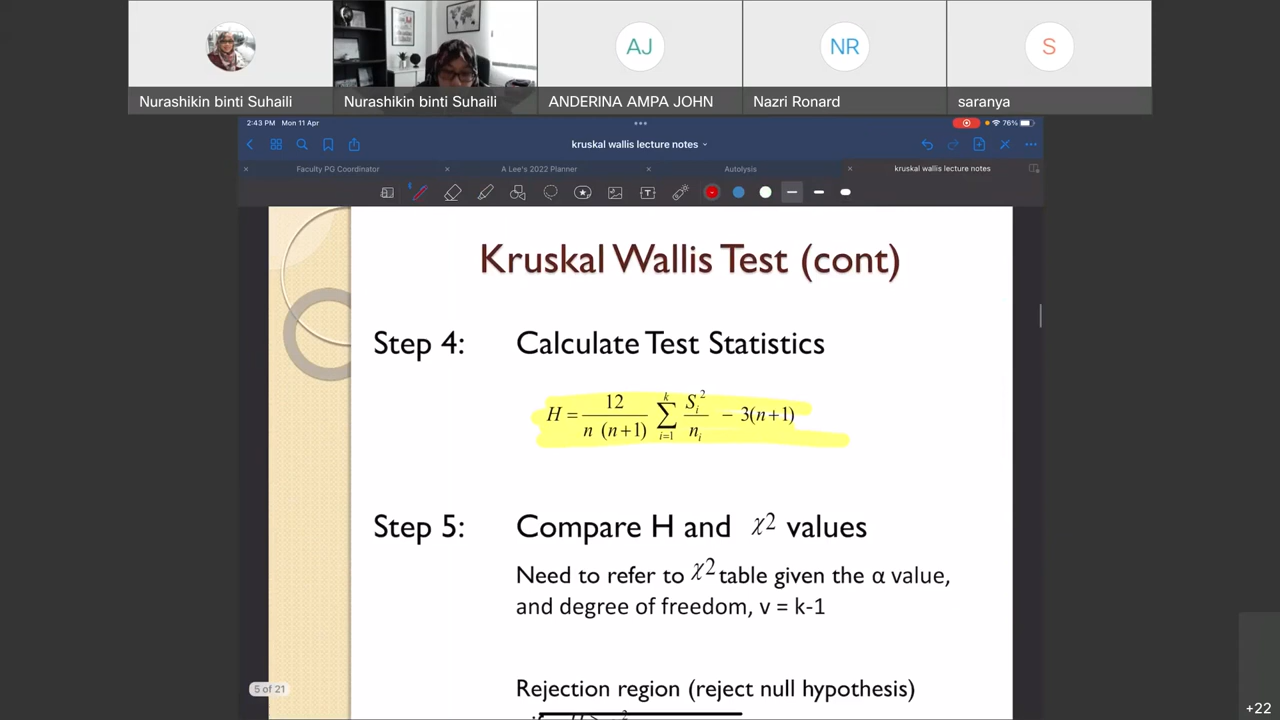 AJ
NR
S
Nurashikin binti Suhaili
Nurashikin binti Suhaili
ANDERINA AMPA JOHN
Nazri Ronard
saranya
2:43 PM Mon 11 Apr
76%
kruskal wallis lecture notes
Faculty PG Coordinator
A Lee's 2022 Planner
Autolysis
kruskal wallis lecture notes
Kruskal Wallis Test (cont)
Step 4: Calculate Test Statistics
H = 12 / n (n+1) ∑ i=1 k S_i^2 / n_i − 3(n+1)
Step 5: Compare H and χ2 values
Need to refer to χ2 table given the α value,
and degree of freedom, v = k-1
5 of 21
Rejection region (reject null hypothesis)
+22